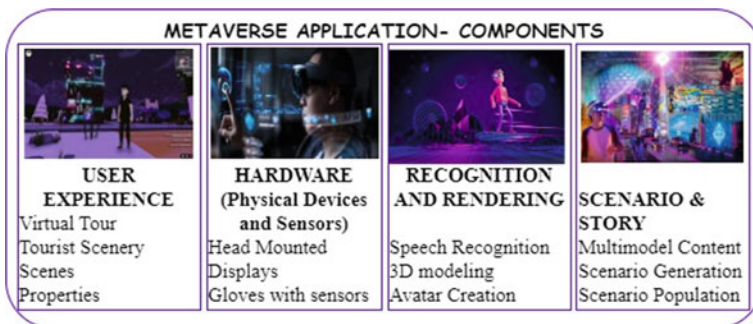 METAVERSE APPLICATION- COMPONENTS
USER
EXPERIENCE
Virtual Tour
Tourist Scenery
Scenes
Properties
HARDWARE
(Physical Devices
and Sensors)
Head Mounted
Displays
Gloves with sensors
RECOGNITION
AND RENDERING
Speech Recognition
3D modeling
Avatar Creation
SCENARIO &
STORY
Multimodel Content
Scenario Generation
Scenario Population